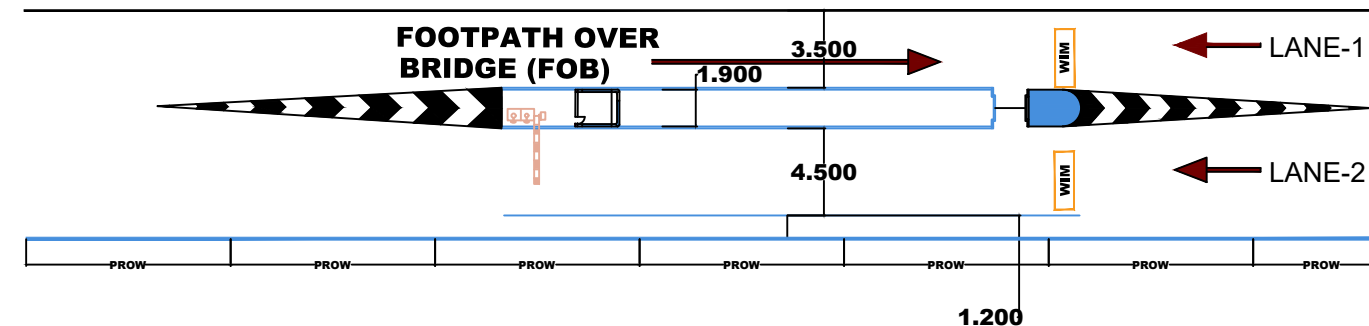 FOOTPATH OVER
BRIDGE (FOB)
3.500
1.900
WIM
LANE-1
4.500
WIM
LANE-2
PROW
PROW
PROW
PROW
PROW
PROW
PROW
1.200